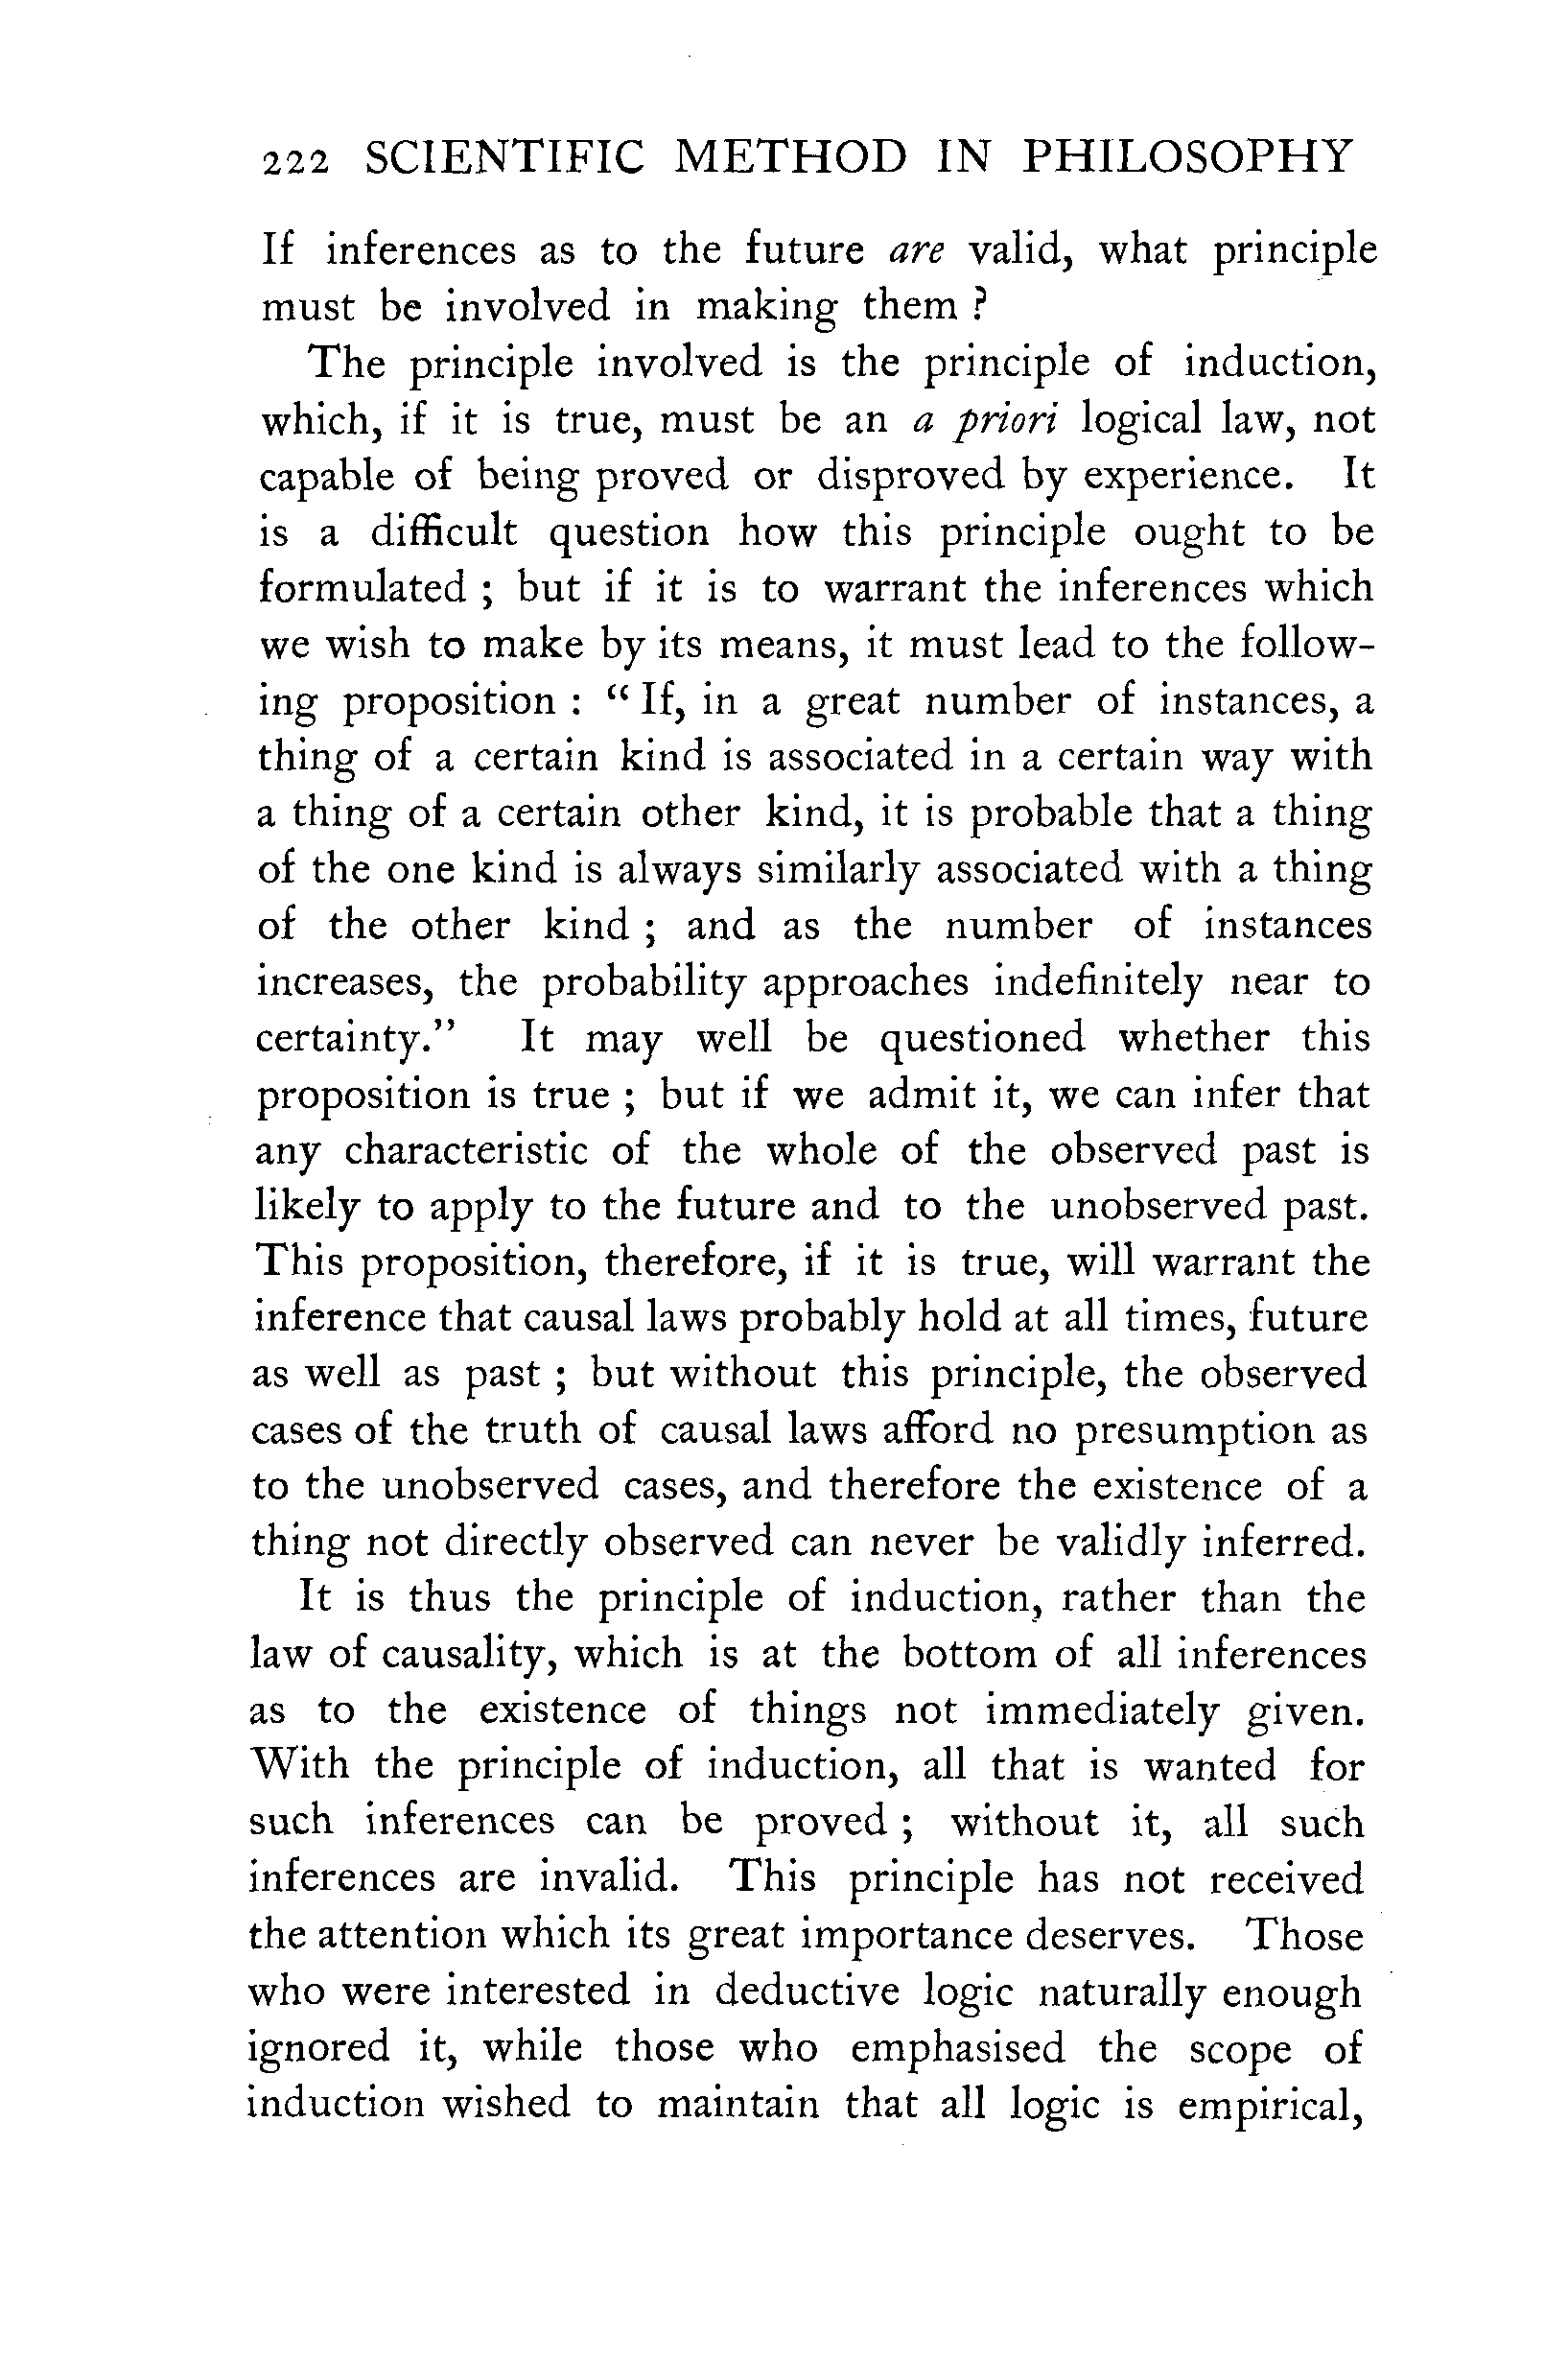 222 SCIENTIFIC METHOD IN PHILOSOPHY
If inferences as to the future are valid, what principle
must be involved in making them ?
The principle involved is the principle of induction,
which, if it is true, must be an a priori logical law, not
capable of being proved or disproved by experience. It
is a difficult question how this principle ought to be
formulated ; but if it is to warrant the inferences which
we wish to make by its means, it must lead to the follow-
ing proposition : “ If, in a great number of instances, a
thing of a certain kind is associated in a certain way with
a thing of a certain other kind, it is probable that a thing
of the one kind is always similarly associated with a thing
of the other kind ; and as the number of instances
increases, the probability approaches indefinitely near to
certainty.” It may well be questioned whether this
proposition is true ; but if we admit it, we can infer that
any characteristic of the whole of the observed past is
likely to apply to the future and to the unobserved past.
This proposition, therefore, if it is true, will warrant the
inference that causal laws probably hold at all times, future
as well as past ; but without this principle, the observed
cases of the truth of causal laws afford no presumption as
to the unobserved cases, and therefore the existence of a
thing not directly observed can never be validly inferred.
It is thus the principle of induction, rather than the
law of causality, which is at the bottom of all inferences
as to the existence of things not immediately given.
With the principle of induction, all that is wanted for
such inferences can be proved ; without it, all such
inferences are invalid. This principle has not received
the attention which its great importance deserves. Those
who were interested in deductive logic naturally enough
ignored it, while those who emphasised the scope of
induction wished to maintain that all logic is empirical,